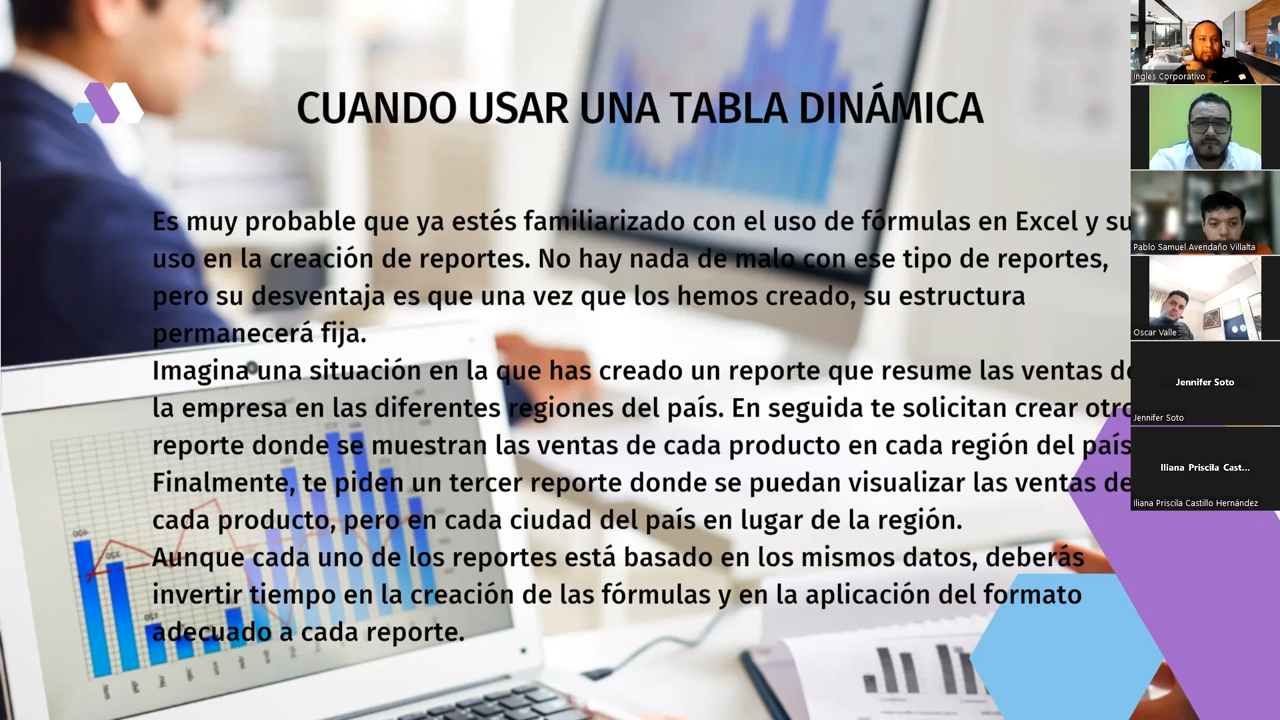 CUANDO USAR UNA TABLA DINÁMICA
Es muy probable que ya estés familiarizado con el uso de fórmulas en Excel y su
uso en la creación de reportes. No hay nada de malo con ese tipo de reportes,
pero su desventaja es que una vez que los hemos creado, su estructura
permanecerá fija.
Imagina una situación en la que has creado un reporte que resume las ventas de
la empresa en las diferentes regiones del país. En seguida te solicitan crear otro
reporte donde se muestran las ventas de cada producto en cada región del país
Finalmente, te piden un tercer reporte donde se puedan visualizar las ventas de
cada producto, pero en cada ciudad del país en lugar de la región.
Aunque cada uno de los reportes está basado en los mismos datos, deberás
invertir tiempo en la creación de las fórmulas y en la aplicación del formato
adecuado a cada reporte.
Ingles Corporativo
Pablo Samuel Avendaño Villalta
Oscar Valle
Jennifer Soto
Jennifer Soto
Iliana Priscila Cast...
Iliana Priscila Castillo Hernández